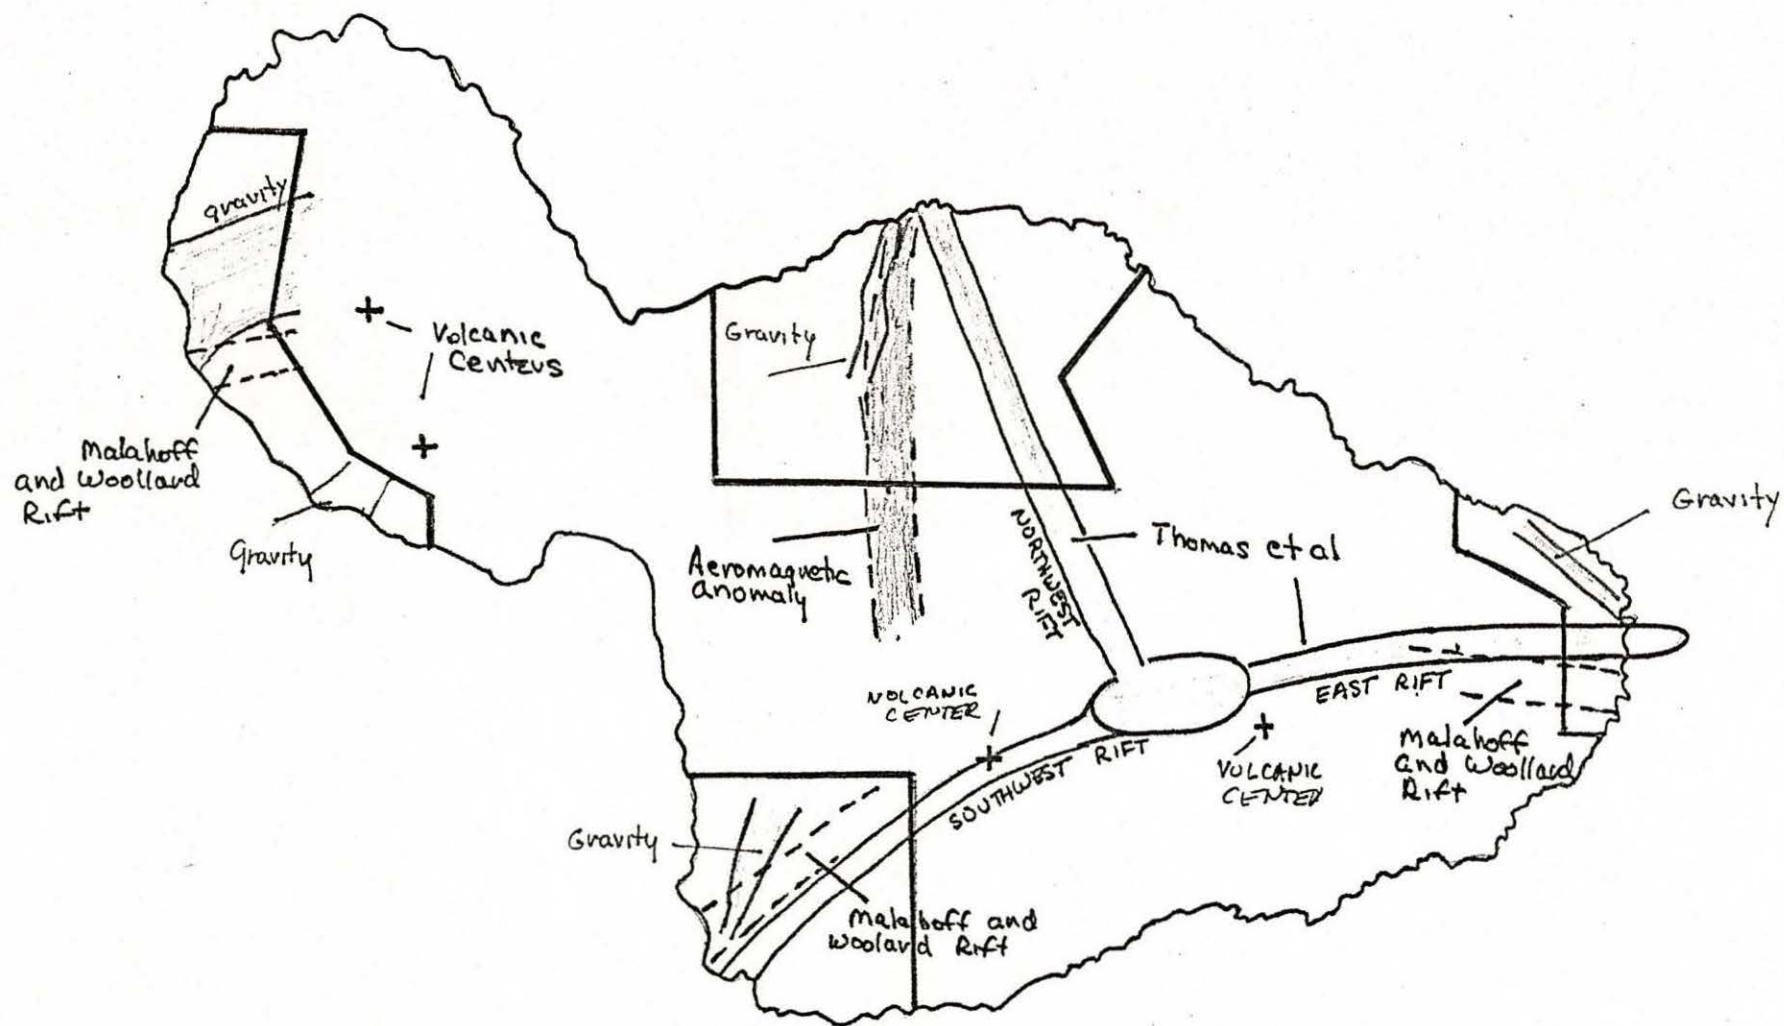 gravity
Volcanic
Centers
Malahoff
and Woollard
Rift
Gravity
Gravity
Aeromagnetic
anomaly
NORTHWEST
RIFT
Thomas et al
Gravity
VOLCANIC
CENTER
EAST RIFT
Malahoff
and Woollard
Rift
VOLCANIC
CENTER
SOUTHWEST RIFT
Gravity
Malahoff and
Woolard Rift